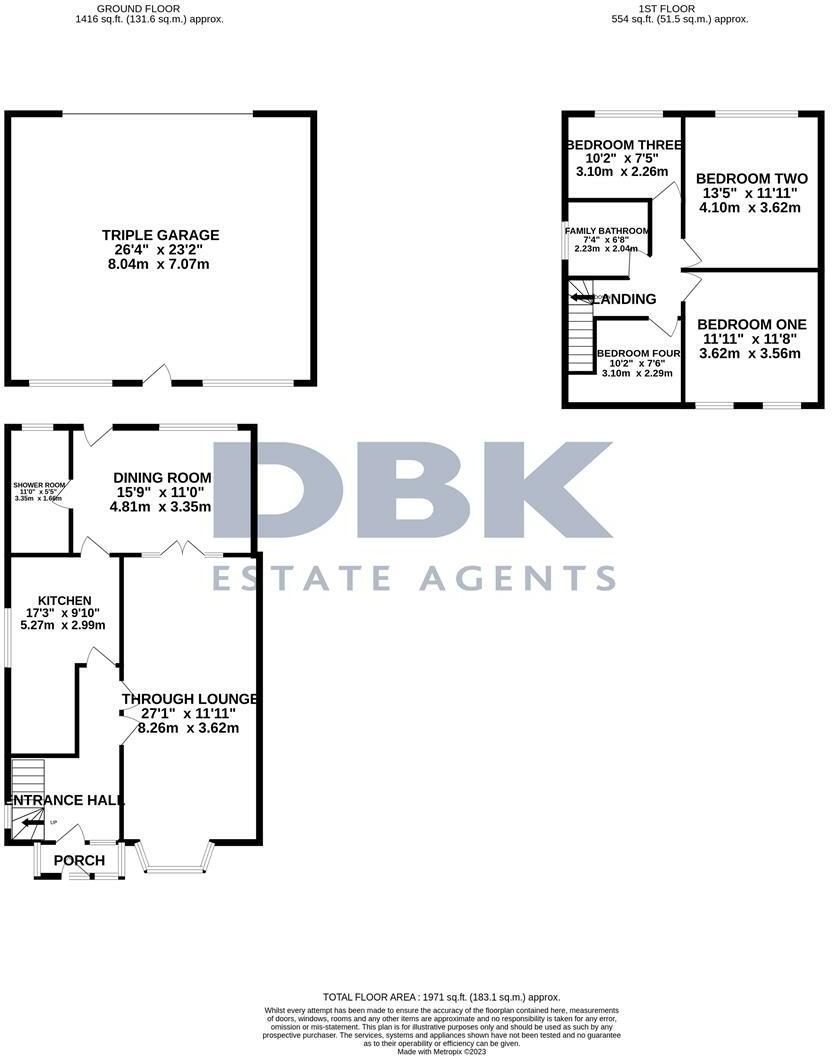 GROUND FLOOR
1416 sq.ft. (131.6 sq.m.) approx.
1ST FLOOR
554 sq.ft. (51.5 sq.m.) approx.
TRIPLE GARAGE
26'4" x 23'2"
8.04m x 7.07m
BEDROOM THREE
10'2" x 7'5"
3.10m x 2.26m
BEDROOM TWO
13'5" x 11'11"
4.10m x 3.62m
FAMILY BATHROOM
7'4" x 6'8"
2.23m x 2.04m
LANDING
BEDROOM ONE
11'11" x 11'8"
3.62m x 3.56m
BEDROOM FOUR
10'2" x 7'6"
3.10m x 2.29m
SHOWER ROOM
11'0" x 5'5"
3.35m x 1.66m
DINING ROOM
15'9" x 11'0"
4.81m x 3.35m
DBK
ESTATE AGENTS
KITCHEN
17'3" x 9'10"
5.27m x 2.99m
THROUGH LOUNGE
27'1" x 11'11"
8.26m x 3.62m
ENTRANCE HALL
UP
PORCH
TOTAL FLOOR AREA : 1971 sq.ft. (183.1 sq.m.) approx.
Whilst every attempt has been made to ensure the accuracy of the floorplan contained here, measurements
of doors, windows, rooms and any other items are approximate and no responsibility is taken for any error,
omission or mis-statement. This plan is for illustrative purposes only and should be used as such by any
prospective purchaser. The services, systems and appliances shown have not been tested and no guarantee
as to their operability or efficiency can be given.
Made with Metropix ©2023